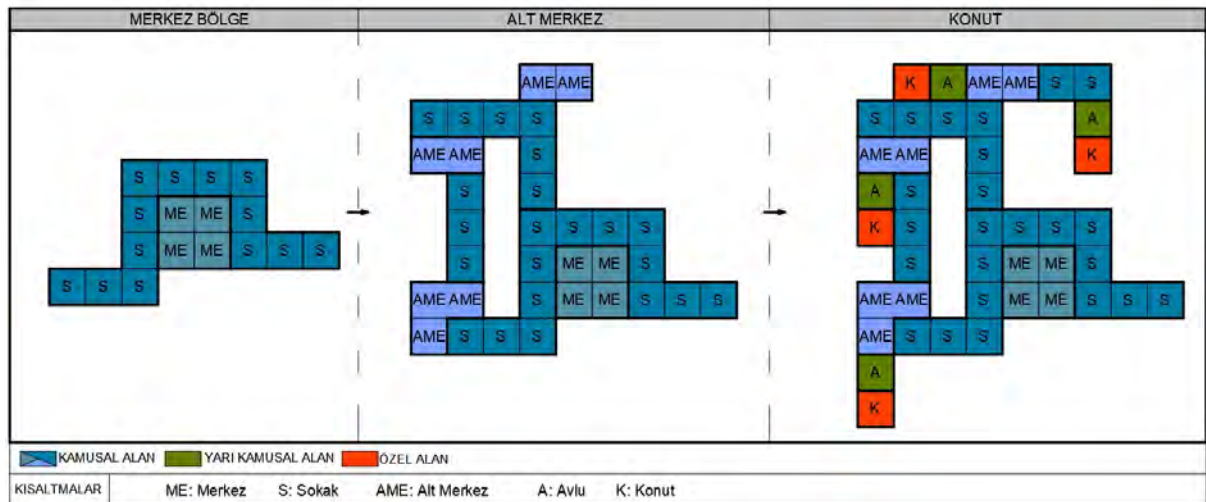 MERKEZ BÖLGE
S S S S
S ME ME S
S ME ME S S S
S S S
ALT MERKEZ
AME AME
S S S S
AME AME S
S S
S S S S S
S S ME ME S
AME AME S ME ME S S S
AME S S S
KONUT
K A AME AME S S
S S S S A
AME AME S K
A S S
K S S S S S
S S ME ME S
AME AME S ME ME S S S
AME S S S
A
K
KAMUSAL ALAN YARI KAMUSAL ALAN ÖZEL ALAN
KISALTMALAR ME: Merkez S: Sokak AME: Alt Merkez A: Avlu K: Konut